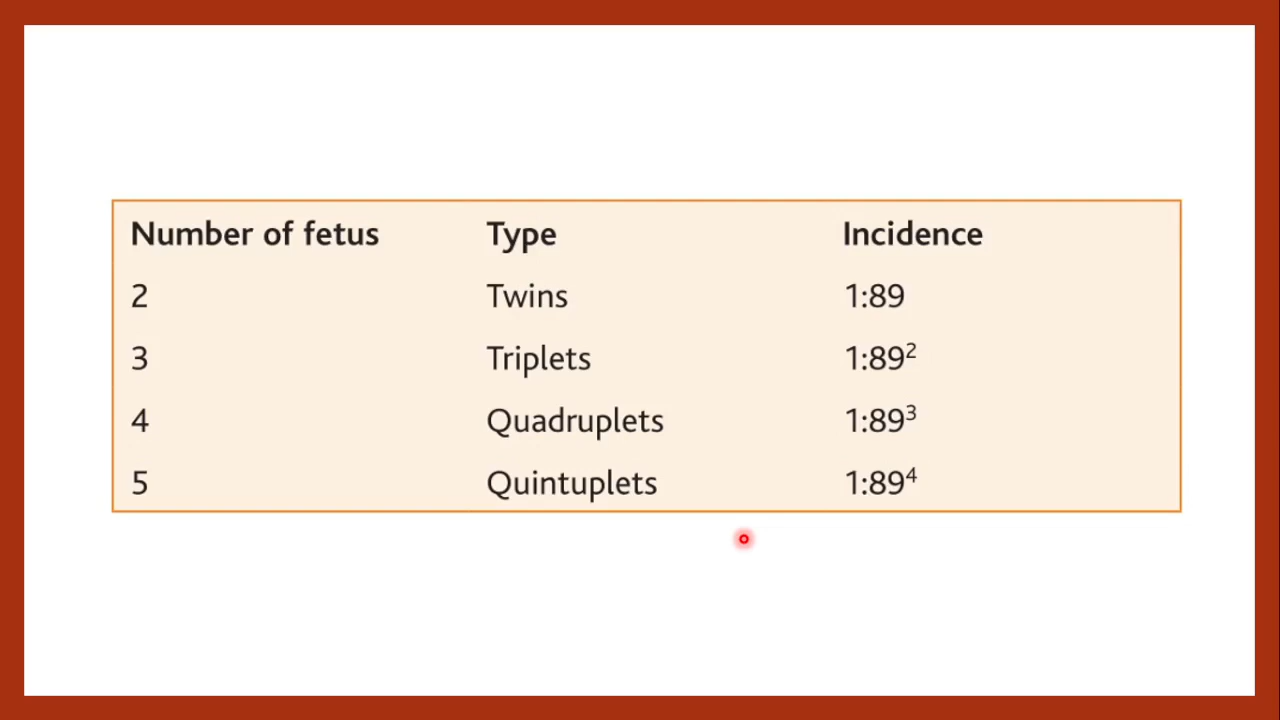 Number of fetus Type Incidence
2 Twins 1:89
3 Triplets 1:89²
4 Quadruplets 1:89³
5 Quintuplets 1:89⁴